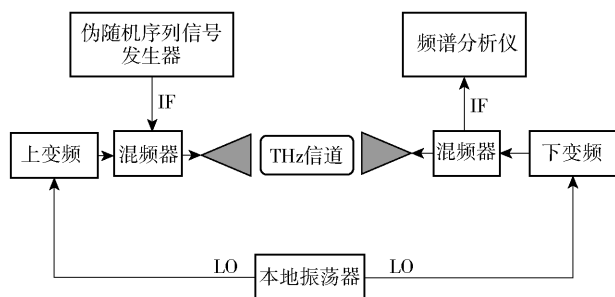 伪随机序列信号
发生器
频谱分析仪
IF
IF
上变频
混频器
THz信道
混频器
下变频
LO
本地振荡器
LO